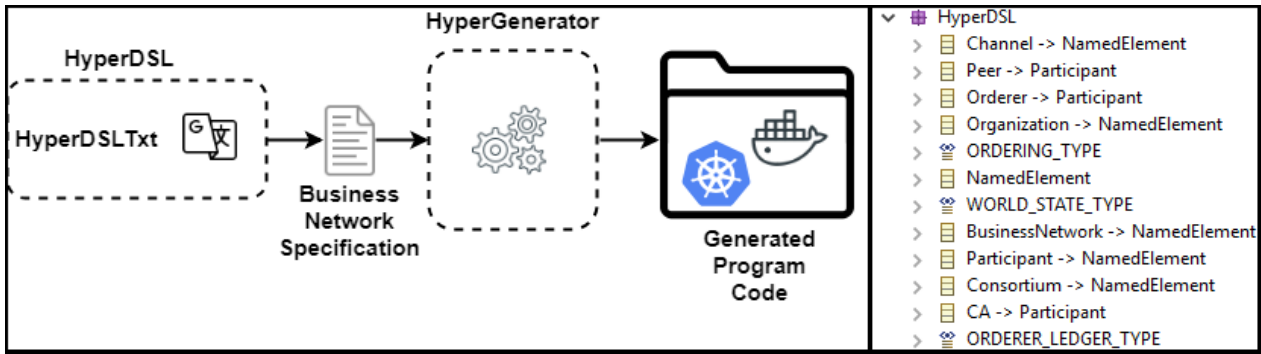 HyperDSL
HyperDSLTxt
G 文
Business
Network
Specification
HyperGenerator
Generated
Program
Code
HyperDSL
Channel -> NamedElement
Peer -> Participant
Orderer -> Participant
Organization -> NamedElement
ORDERING_TYPE
NamedElement
WORLD_STATE_TYPE
BusinessNetwork -> NamedElement
Participant -> NamedElement
Consortium -> NamedElement
CA -> Participant
ORDERER_LEDGER_TYPE